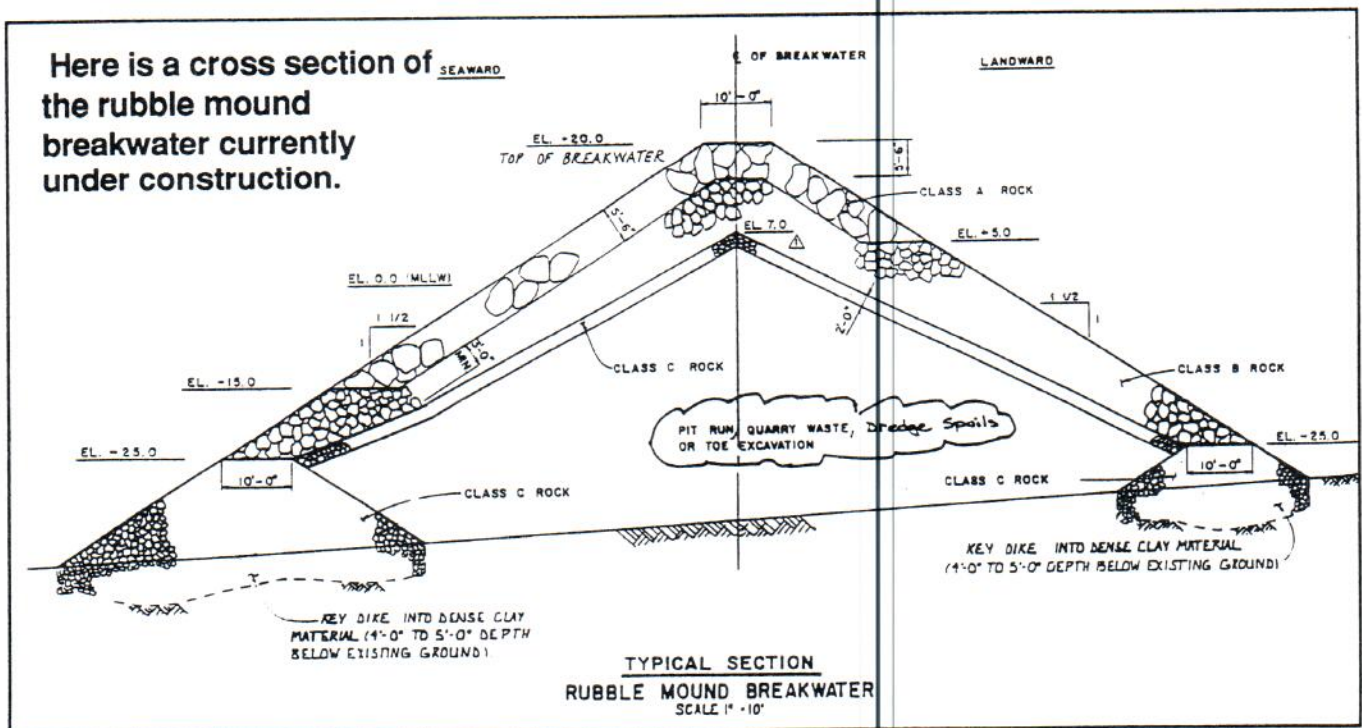 Here is a cross section of
the rubble mound
breakwater currently
under construction.
SEAWARD
℄ OF BREAKWATER
LANDWARD
10'-0"
EL. +20.0
TOP OF BREAKWATER
5'-6"
CLASS A ROCK
5'-6"
EL. 7.0
1
EL. +5.0
EL. 0.0 (MLLW)
1 1/2
1
1 1/2
1
2'-0"
3'-0"
MIN
CLASS C ROCK
CLASS B ROCK
EL. -15.0
PIT RUN, QUARRY WASTE, Dredge Spoils
OR TOE EXCAVATION
EL. -25.0
EL. -25.0
10'-0"
10'-0"
CLASS C ROCK
CLASS C ROCK
KEY DIKE INTO DENSE CLAY MATERIAL
(4'-0" TO 5'-0" DEPTH BELOW EXISTING GROUND)
KEY DIKE INTO DENSE CLAY
MATERIAL (4'-0" TO 5'-0" DEPTH
BELOW EXISTING GROUND).
TYPICAL SECTION
RUBBLE MOUND BREAKWATER
SCALE 1" = 10'